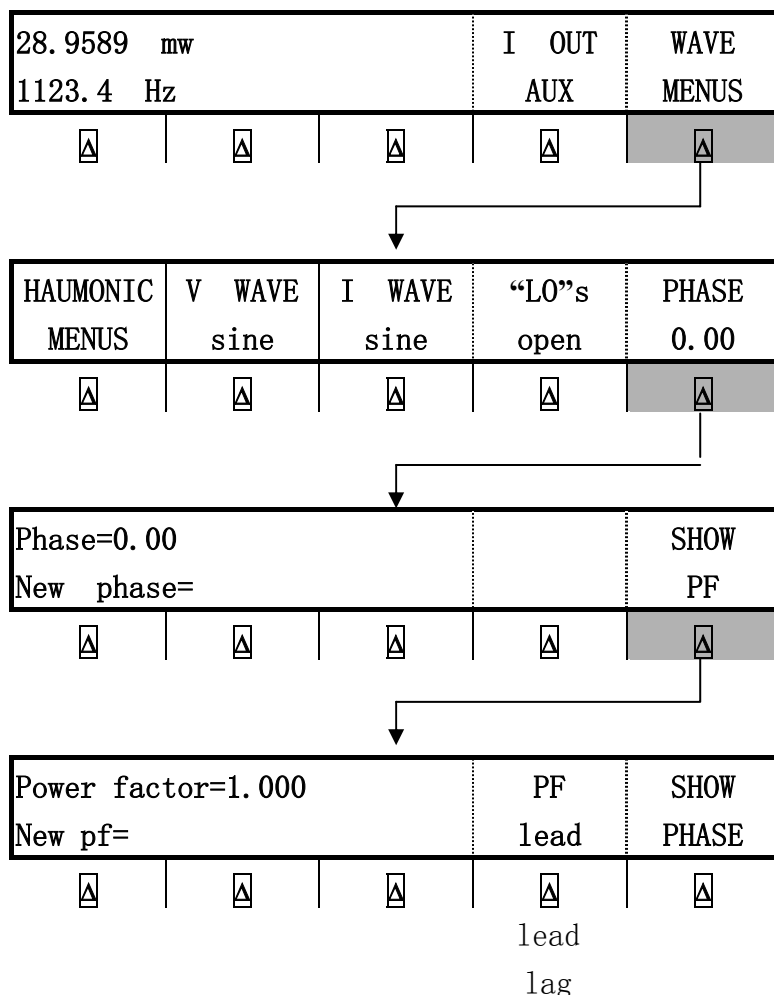 28.9589 mw I OUT WAVE
1123.4 Hz AUX MENUS
Δ Δ Δ Δ Δ
HAUMONIC V WAVE I WAVE “LO”s PHASE
MENUS sine sine open 0.00
Δ Δ Δ Δ Δ
Phase=0.00 SHOW
New phase= PF
Δ Δ Δ Δ Δ
Power factor=1.000 PF SHOW
New pf= lead PHASE
Δ Δ Δ Δ Δ
lead
lag